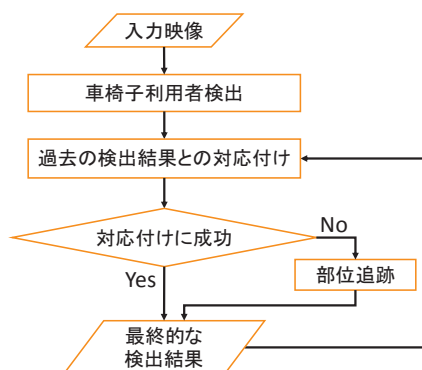 入力映像
車椅子利用者検出
過去の検出結果との対応付け
対応付けに成功
No
Yes
部位追跡
最終的な
検出結果